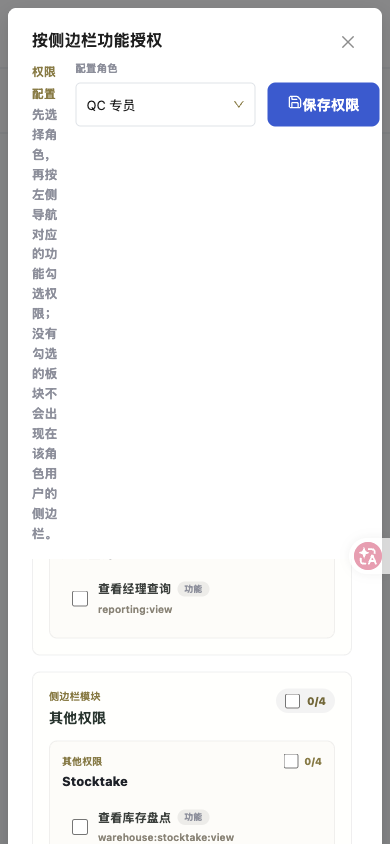 按侧边栏功能授权
权限
配置
先选
择角
色，
再按
左侧
导航
对应
的功
能勾
选权
限；
没有
勾选
的板
块不
会出
现在
该角
色用
户的
侧边
栏。
配置角色
QC 专员
保存权限
查看经理查询 功能
reporting:view
侧边栏模块
其他权限
0/4
其他权限
Stocktake
0/4
查看库存盘点 功能
warehouse:stocktake:view